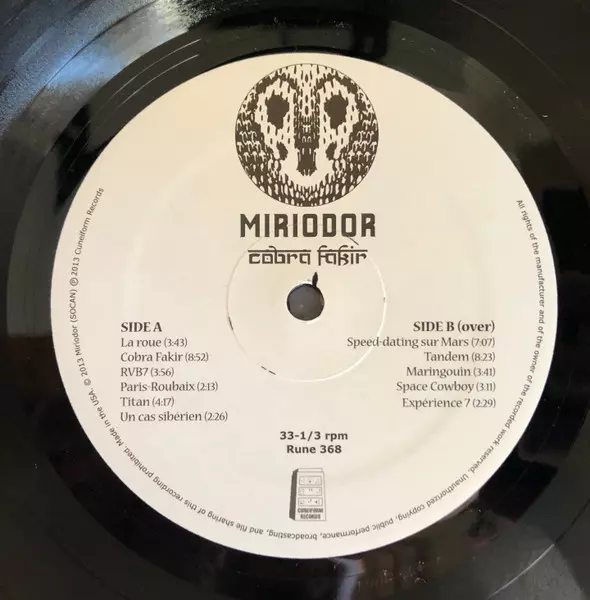 MIRIODOR
cobra fakir
SIDE A
La roue (3:43)
Cobra Fakir (8:52)
RVB7 (3:56)
Paris-Roubaix (2:13)
Titan (4:17)
Un cas sibérien (2:26)
SIDE B (over)
Speed-dating sur Mars (7:07)
Tandem (8:23)
Maringouin (3:41)
Space Cowboy (3:11)
Expérience 7 (2:29)
33-1/3 rpm
Rune 368
CUNEIFORM
RECORDS
All rights of the manufacturer and of the owner of the recorded work reserved. Unauthorized copying, public performance, broadcasting, and file sharing of this recording prohibited. Made in the USA. © 2013 Miriodor (SOCAN) ℗ 2013 Cuneiform Records